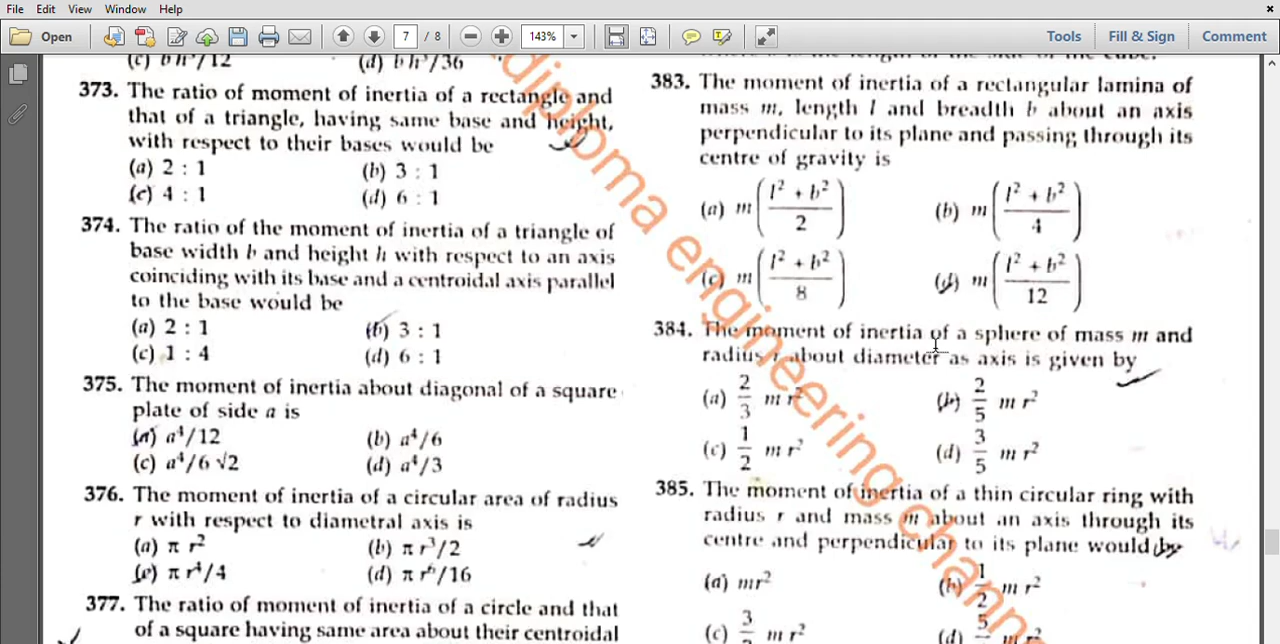 File Edit View Window Help
Open
7 / 8
143%
Tools
Fill & Sign
Comment
(c) b h³/12
(d) b h³/36
373. The ratio of moment of inertia of a rectangle and
that of a triangle, having same base and height,
with respect to their bases would be
(a) 2 : 1
(b) 3 : 1
(c) 4 : 1
(d) 6 : 1
374. The ratio of the moment of inertia of a triangle of
base width b and height h with respect to an axis
coinciding with its base and a centroidal axis parallel
to the base would be
(a) 2 : 1
(b) 3 : 1
(c) 1 : 4
(d) 6 : 1
375. The moment of inertia about diagonal of a square
plate of side a is
(a) a⁴/12
(b) a⁴/6
(c) a⁴/6 √2
(d) a⁴/3
376. The moment of inertia of a circular area of radius
r with respect to diametral axis is
(a) π r²
(b) π r³/2
(c) π r⁴/4
(d) π r⁶/16
377. The ratio of moment of inertia of a circle and that
of a square having same area about their centroidal
383. The moment of inertia of a rectangular lamina of
mass m, length l and breadth b about an axis
perpendicular to its plane and passing through its
centre of gravity is
(a) m ((l² + b²)/2)
(b) m ((l² + b²)/4)
(c) m ((l² + b²)/8)
(d) m ((l² + b²)/12)
384. The moment of inertia of a sphere of mass m and
radius r about diameter as axis is given by
(a) 2/3 m r²
(b) 2/5 m r²
(c) 1/2 m r²
(d) 3/5 m r²
385. The moment of inertia of a thin circular ring with
radius r and mass m about an axis through its
centre and perpendicular to its plane would by
(a) mr²
(b) 1/2 m r²
(c) 3 m r²
(d) 5 m r²
diploma engineering channe